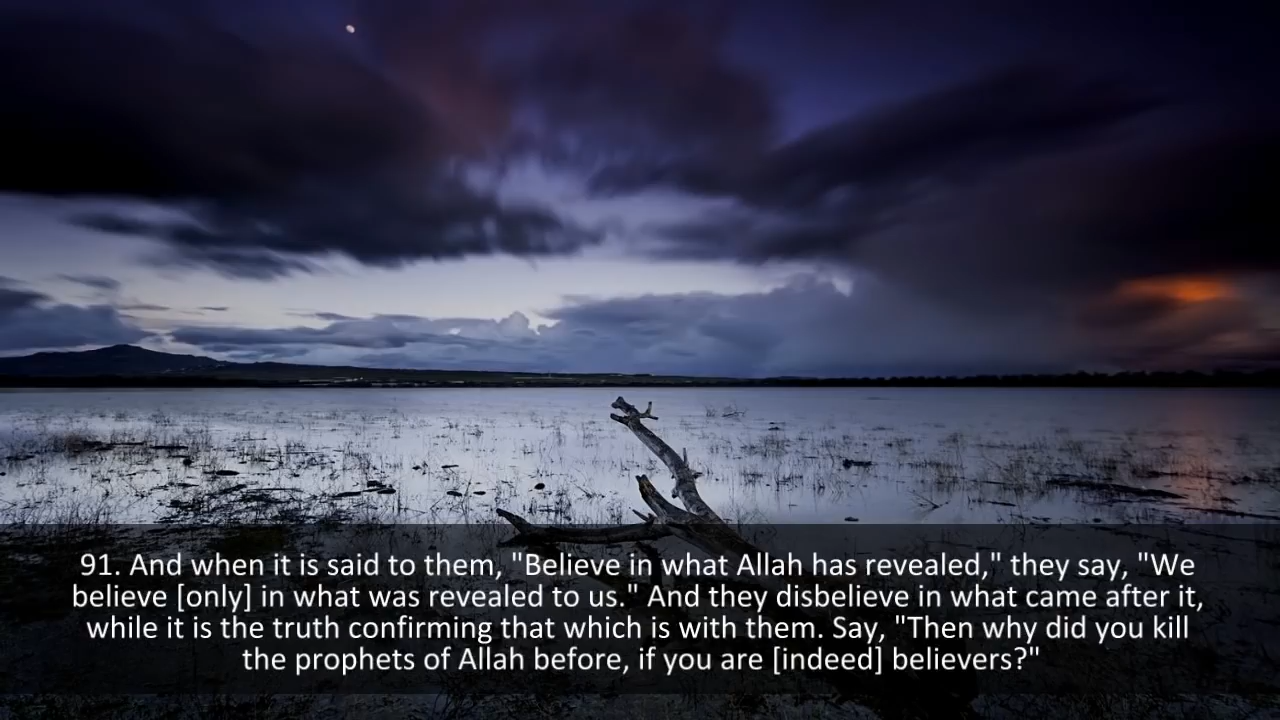 91. And when it is said to them, "Believe in what Allah has revealed," they say, "We
believe [only] in what was revealed to us." And they disbelieve in what came after it,
while it is the truth confirming that which is with them. Say, "Then why did you kill
the prophets of Allah before, if you are [indeed] believers?"